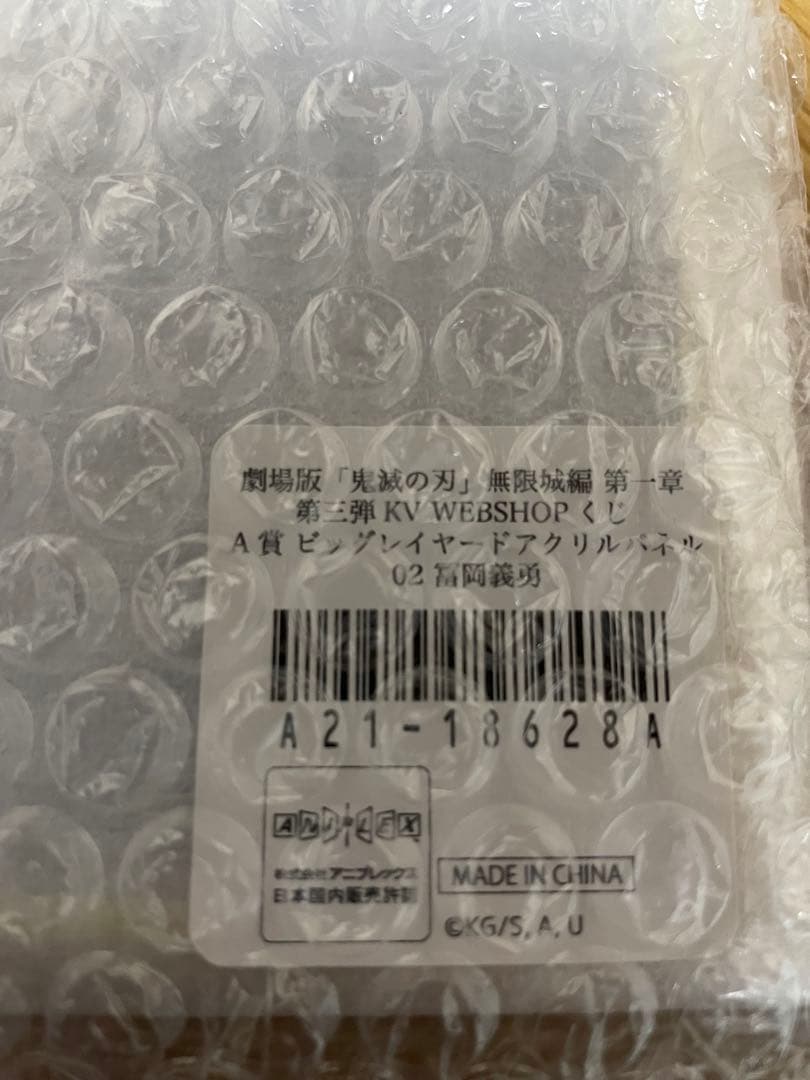 劇場版「鬼滅の刃」無限城編 第一章
第三弾 KV WEBSHOP くじ
A 賞 ビッグレイヤードアクリルパネル
02 冨岡義勇
A21-18628A
ANIPLEX
株式会社 アニプレックス
日本国内販売許諾
MADE IN CHINA
©KG/S, A, U